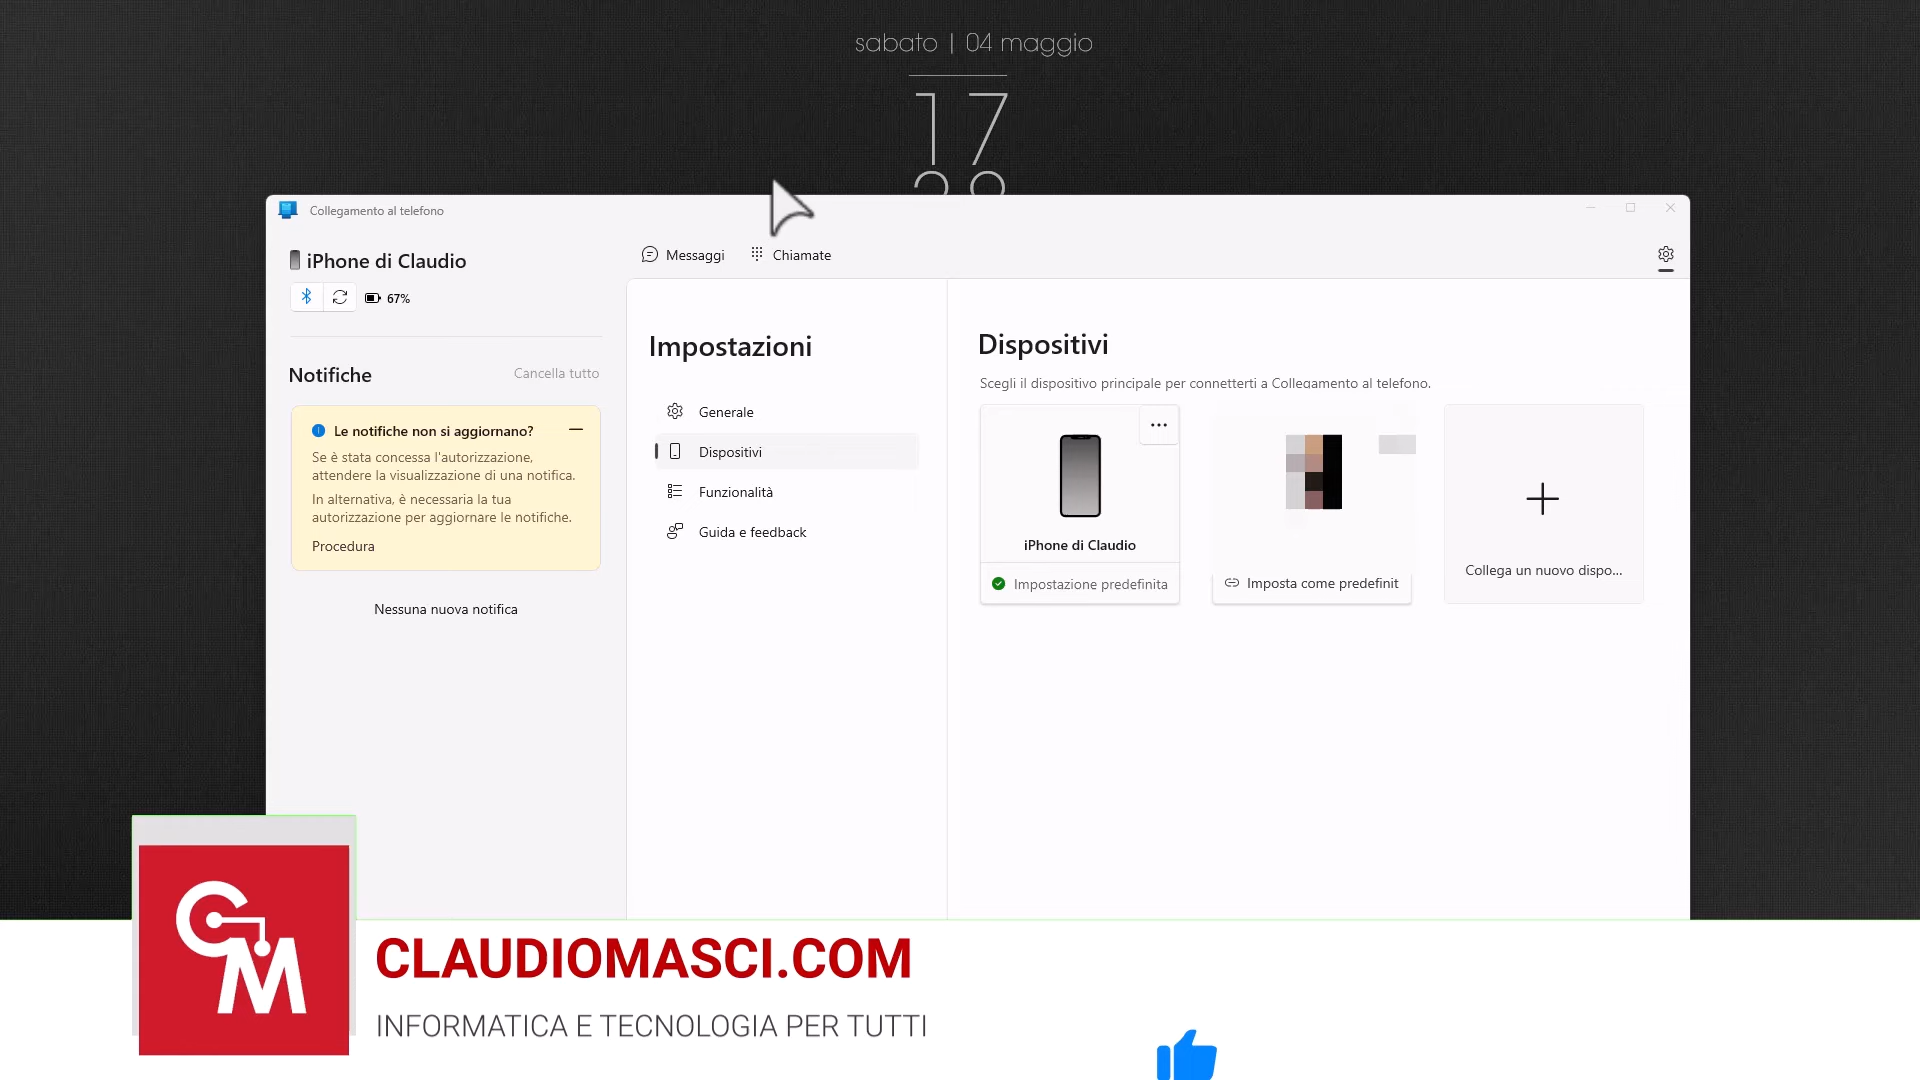 sabato | 04 maggio
17
Collegamento al telefono
iPhone di Claudio
67%
Messaggi
Chiamate
Notifiche
Cancella tutto
Le notifiche non si aggiornano?
Se è stata concessa l'autorizzazione,
attendere la visualizzazione di una notifica.
In alternativa, è necessaria la tua
autorizzazione per aggiornare le notifiche.
Procedura
Nessuna nuova notifica
Impostazioni
Generale
Dispositivi
Funzionalità
Guida e feedback
Dispositivi
Scegli il dispositivo principale per connetterti a Collegamento al telefono.
iPhone di Claudio
Impostazione predefinita
Imposta come predefinit
Collega un nuovo dispo...
CM
CLAUDIOMASCI.COM
INFORMATICA E TECNOLOGIA PER TUTTI